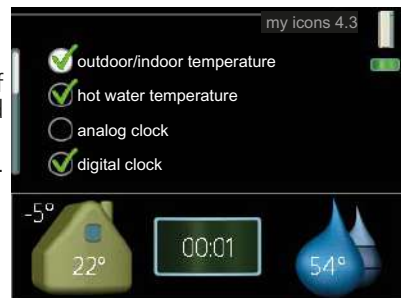 my icons 4.3
outdoor/indoor temperature
hot water temperature
analog clock
digital clock
-5°
22°
00:01
54°